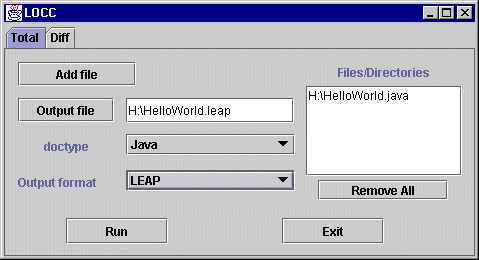 LOCC
Total Diff
Add file
Files/Directories
Output file H:\HelloWorld.leap
H:\HelloWorld.java
doctype Java
Output format LEAP
Remove All
Run Exit